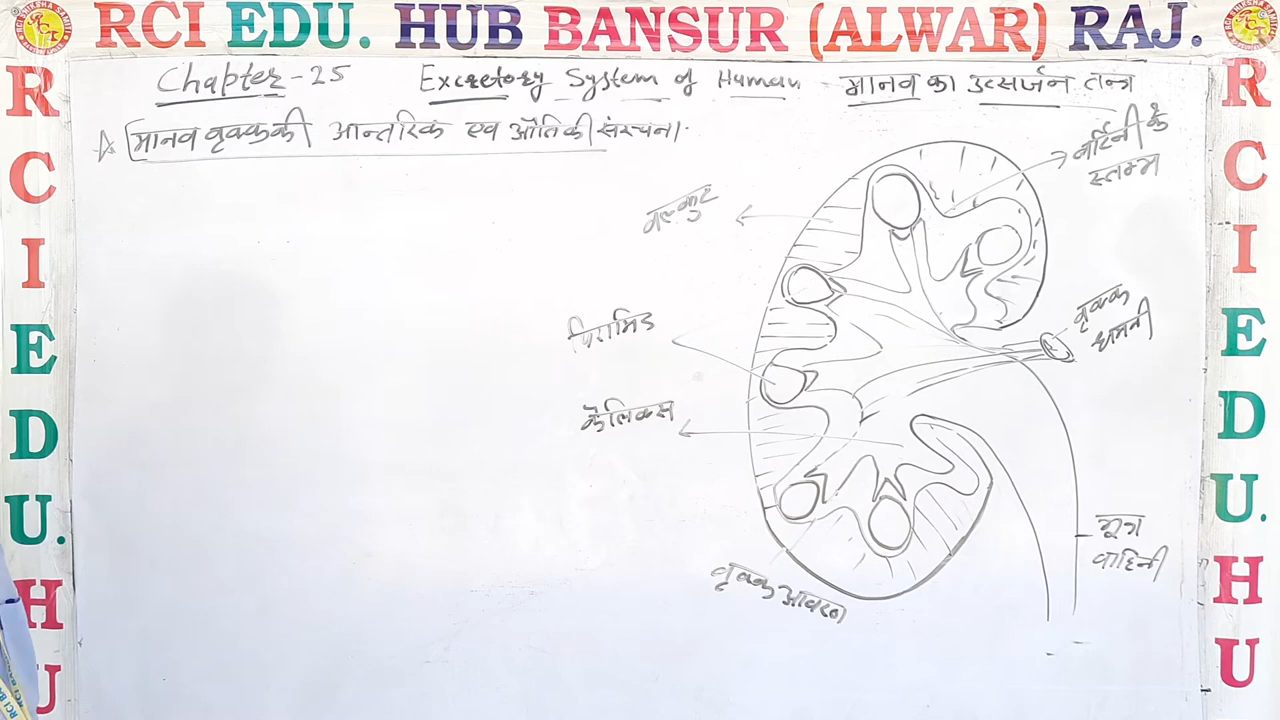 RCI EDU. HUB BANSUR (ALWAR) RAJ.
Chapter-25 Excretory System of Human - मानव का उत्सर्जन तन्त्र
मानव वृक्क की आन्तरिक एव औतिकी संरचना
बर्टिनी के
स्तम्भ
वल्कुट
वृक्क
धमनी
पिरामिड
कैलिक्स
मूत्र
वाहिनी
वृक्क आवरण
R
C
I
E
D
U.
H
U
R
C
I
E
D
U.
H
U